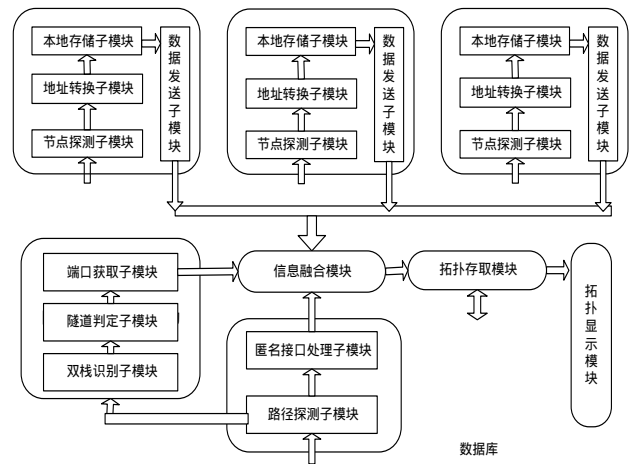 本地存储子模块
地址转换子模块
节点探测子模块
数据发送子模块
本地存储子模块
地址转换子模块
节点探测子模块
数据发送子模块
本地存储子模块
地址转换子模块
节点探测子模块
数据发送子模块
端口获取子模块
隧道判定子模块
双栈识别子模块
信息融合模块
拓扑存取模块
拓扑显示模块
匿名接口处理子模块
路径探测子模块
数据库